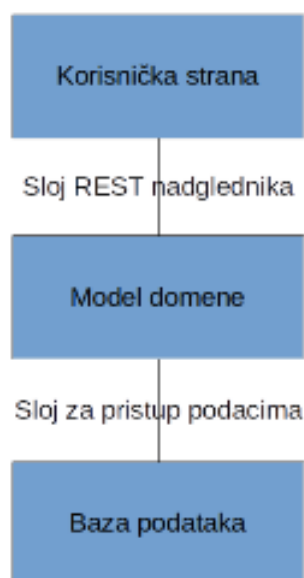 Korisnička strana
Sloj REST nadglednika
Model domene
Sloj za pristup podacima
Baza podataka